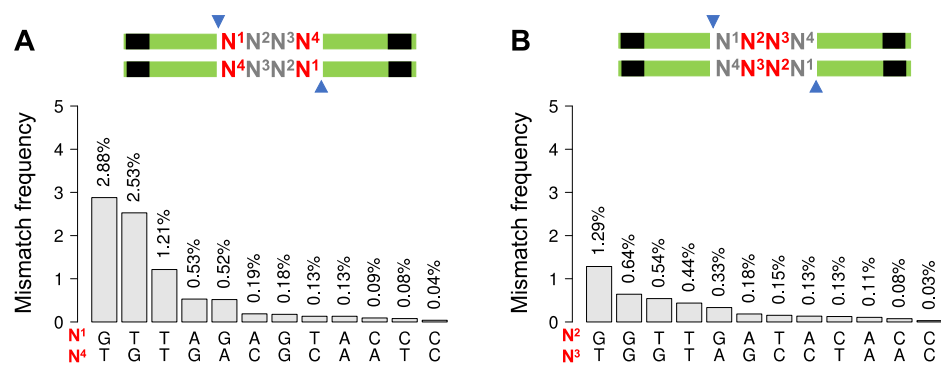 A
N¹N²N³N⁴
N⁴N³N²N¹
Mismatch frequency
5
4
3
2
1
0
2.88% 2.53% 1.21% 0.53% 0.52% 0.19% 0.18% 0.13% 0.13% 0.09% 0.08% 0.04%
N¹ G T T A G A G T A C C C
N⁴ T G T G A C G C A A T C
B
N¹N²N³N⁴
N⁴N³N²N¹
Mismatch frequency
5
4
3
2
1
0
1.29% 0.64% 0.54% 0.44% 0.33% 0.18% 0.15% 0.13% 0.13% 0.11% 0.08% 0.03%
N² G G T T G A T A C A C C
N³ T G G T A G C C T A A C